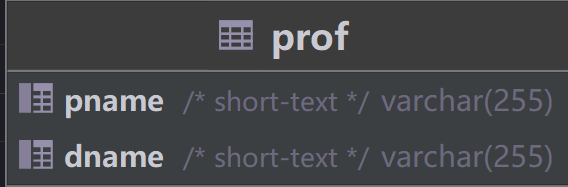 prof
pname /* short-text */ varchar(255)
dname /* short-text */ varchar(255)